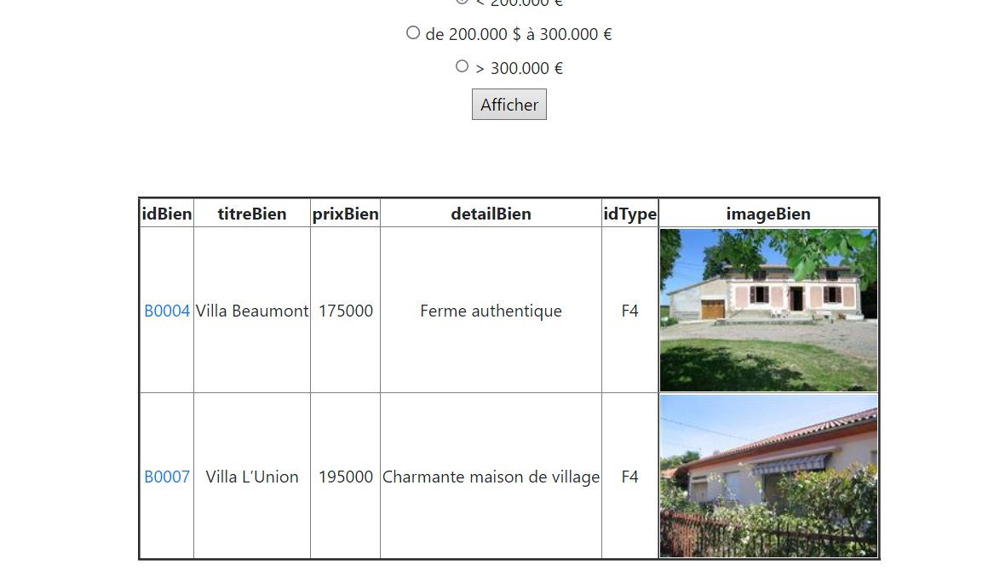 < 200.000 €
de 200.000 $ à 300.000 €
> 300.000 €
Afficher
idBien titreBien prixBien detailBien idType imageBien
B0004 Villa Beaumont 175000 Ferme authentique F4
B0007 Villa L’Union 195000 Charmante maison de village F4